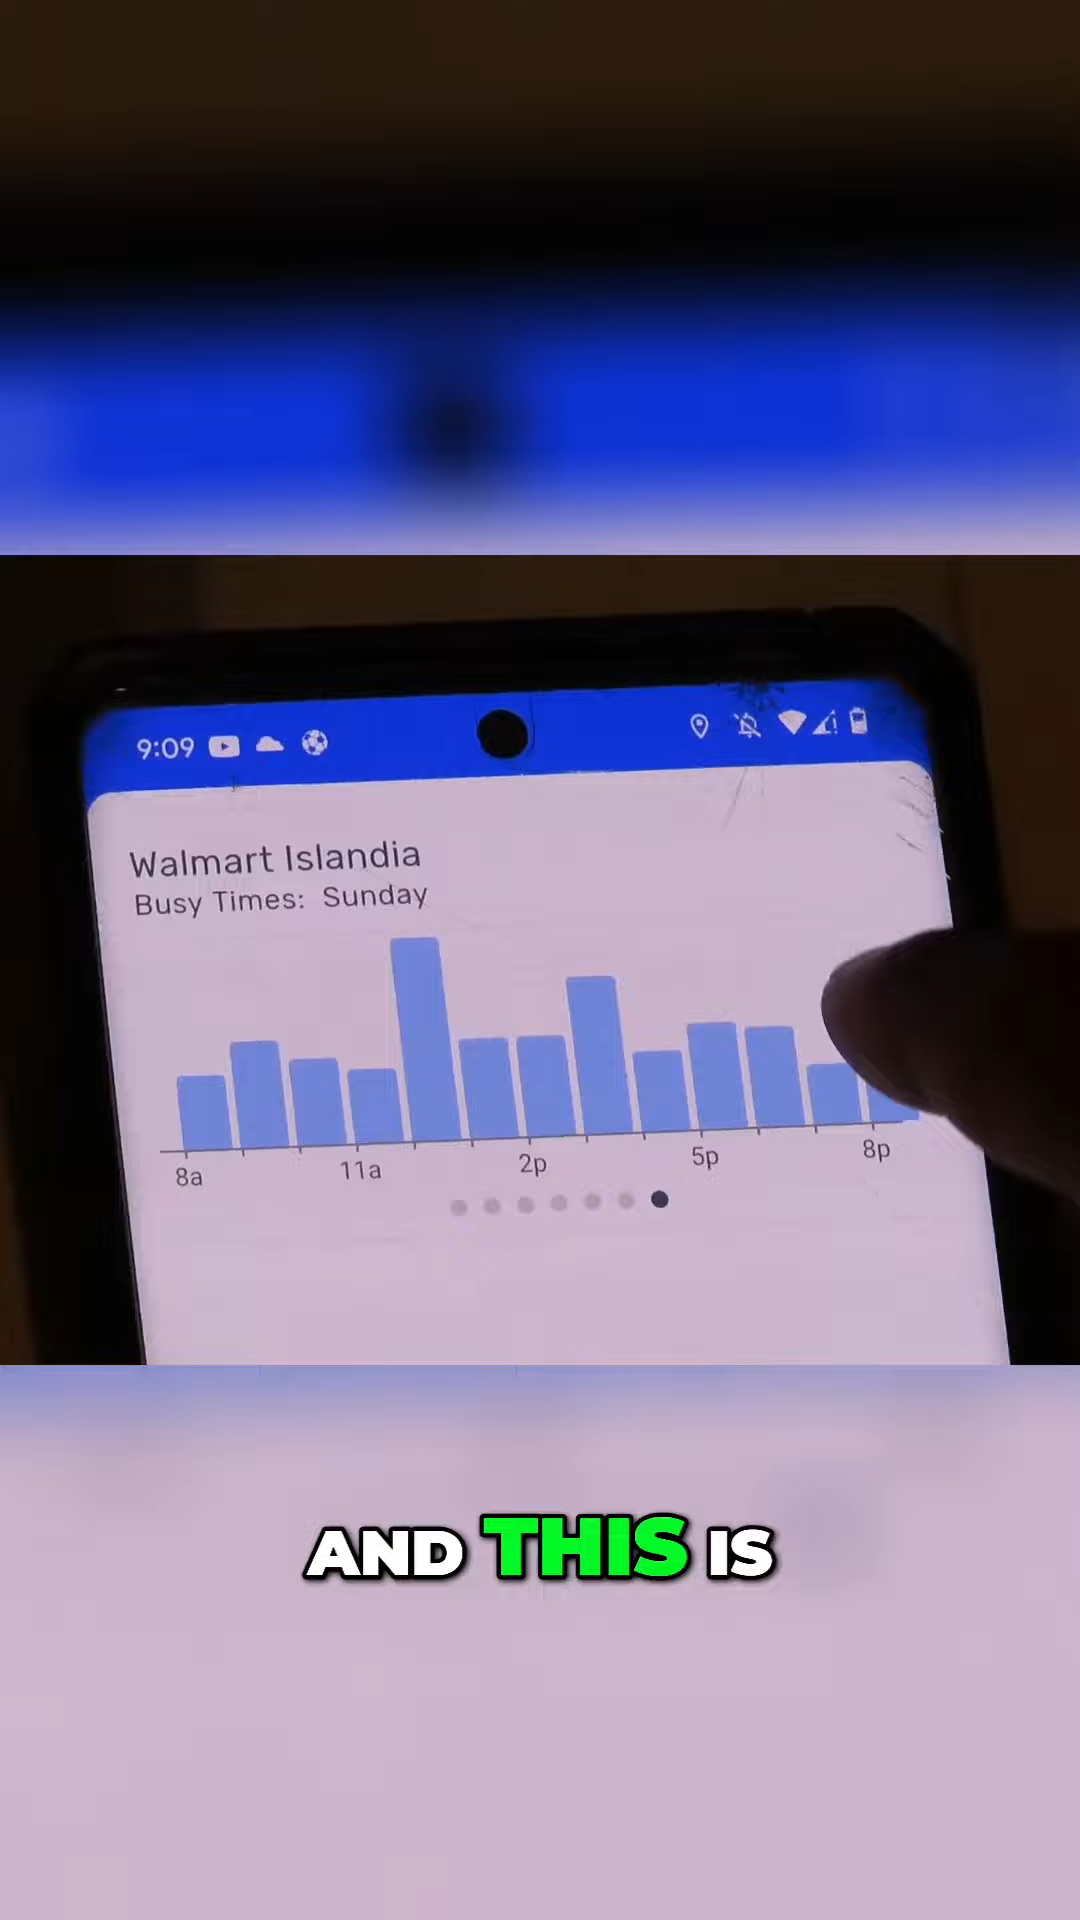 9:09
Walmart Islandia
Busy Times: Sunday
8a 11a 2p 5p 8p
AND THIS IS